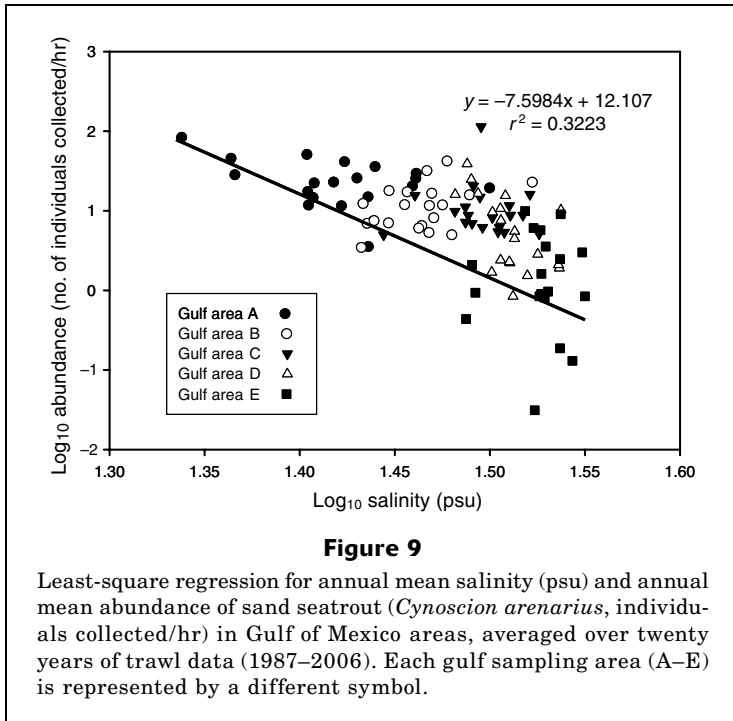 3
2
1
0
−1
−2
Log10 abundance (no. of individuals collected/hr)
y = −7.5984x + 12.107
r² = 0.3223
Gulf area A
Gulf area B
Gulf area C
Gulf area D
Gulf area E
1.30 1.35 1.40 1.45 1.50 1.55 1.60
Log10 salinity (psu)
Figure 9
Least-square regression for annual mean salinity (psu) and annual
mean abundance of sand seatrout (Cynoscion arenarius, individu-
als collected/hr) in Gulf of Mexico areas, averaged over twenty
years of trawl data (1987–2006). Each gulf sampling area (A–E)
is represented by a different symbol.